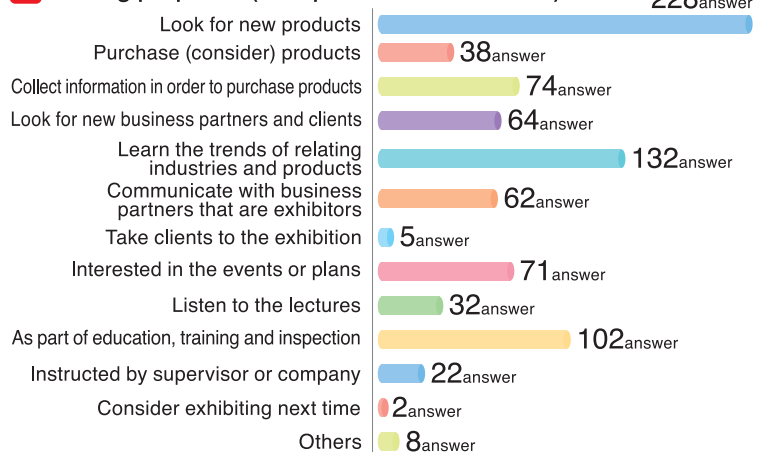 228answer
Look for new products
Purchase (consider) products 38answer
Collect information in order to purchase products 74answer
Look for new business partners and clients 64answer
Learn the trends of relating
industries and products 132answer
Communicate with business
partners that are exhibitors 62answer
Take clients to the exhibition 5answer
Interested in the events or plans 71answer
Listen to the lectures 32answer
As part of education, training and inspection 102answer
Instructed by supervisor or company 22answer
Consider exhibiting next time 2answer
Others 8answer